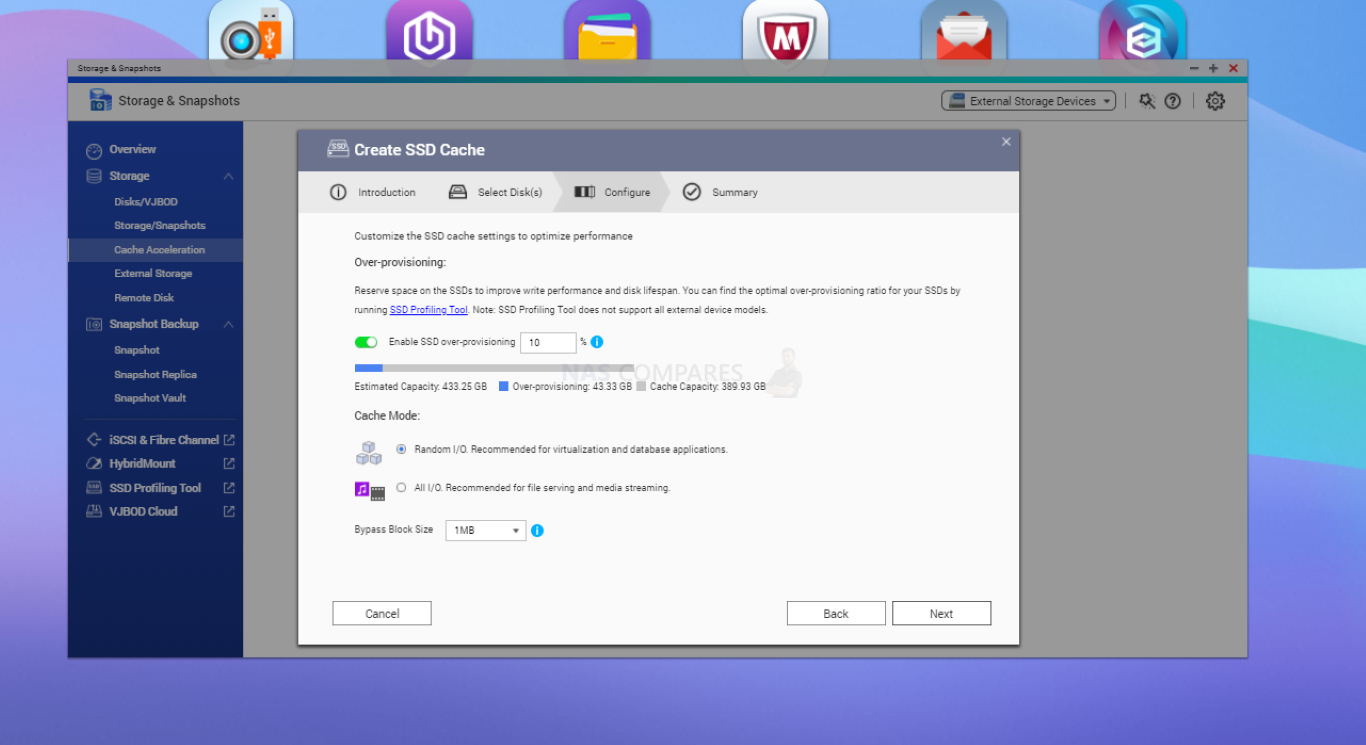 Storage & Snapshots
Storage & Snapshots
External Storage Devices
Overview
Storage
Disks/VJBOD
Storage/Snapshots
Cache Acceleration
External Storage
Remote Disk
Snapshot Backup
Snapshot
Snapshot Replica
Snapshot Vault
iSCSI & Fibre Channel
HybridMount
SSD Profiling Tool
VJBOD Cloud
SSD
Create SSD Cache
Introduction
Select Disk(s)
Configure
Summary
Customize the SSD cache settings to optimize performance
Over-provisioning:
Reserve space on the SSDs to improve write performance and disk lifespan. You can find the optimal over-provisioning ratio for your SSDs by
running SSD Profiling Tool. Note: SSD Profiling Tool does not support all external device models.
Enable SSD over-provisioning 10 %
NAS COMPARES
Estimated Capacity: 433.25 GB Over-provisioning: 43.33 GB Cache Capacity: 389.93 GB
Cache Mode:
Random I/O. Recommended for virtualization and database applications.
All I/O. Recommended for file serving and media streaming.
Bypass Block Size 1MB
Cancel
Back
Next